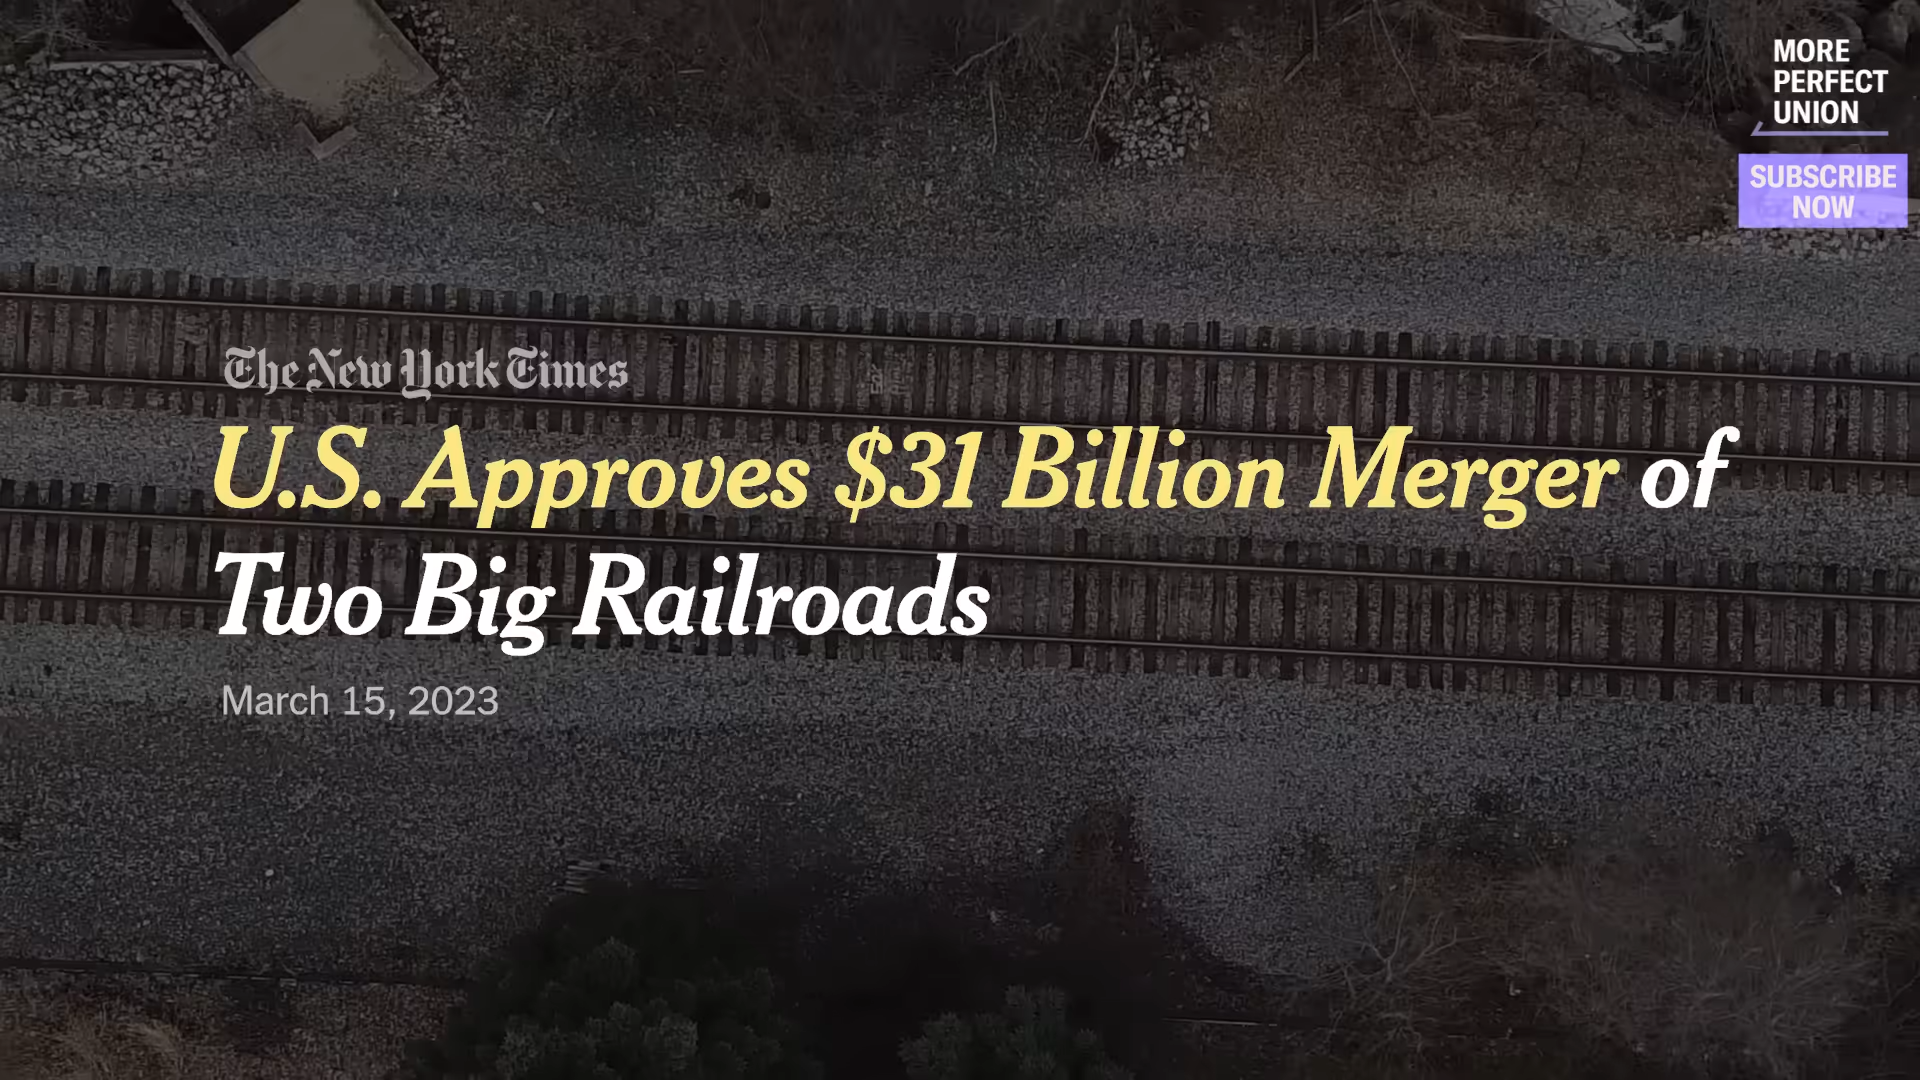 MORE
PERFECT
UNION
SUBSCRIBE
NOW
The New York Times
U.S. Approves $31 Billion Merger of
Two Big Railroads
March 15, 2023